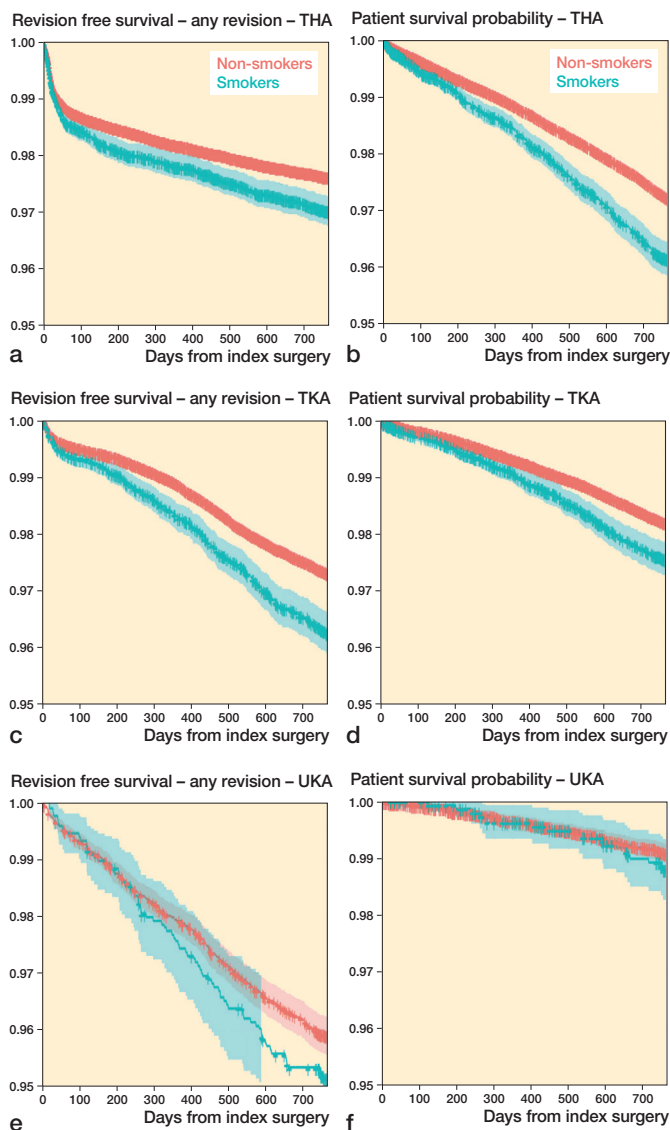 Revision free survival – any revision – THA
1.00
0.99
0.98
0.97
0.96
0.95
Non-smokers
Smokers
0 100 200 300 400 500 600 700
a
Days from index surgery
Patient survival probability – THA
1.00
0.99
0.98
0.97
0.96
0.95
Non-smokers
Smokers
0 100 200 300 400 500 600 700
b
Days from index surgery
Revision free survival – any revision – TKA
1.00
0.99
0.98
0.97
0.96
0.95
0 100 200 300 400 500 600 700
c
Days from index surgery
Patient survival probability – TKA
1.00
0.99
0.98
0.97
0.96
0.95
0 100 200 300 400 500 600 700
d
Days from index surgery
Revision free survival – any revision – UKA
1.00
0.99
0.98
0.97
0.96
0.95
0 100 200 300 400 500 600 700
e
Days from index surgery
Patient survival probability – UKA
1.00
0.99
0.98
0.97
0.96
0.95
0 100 200 300 400 500 600 700
f
Days from index surgery